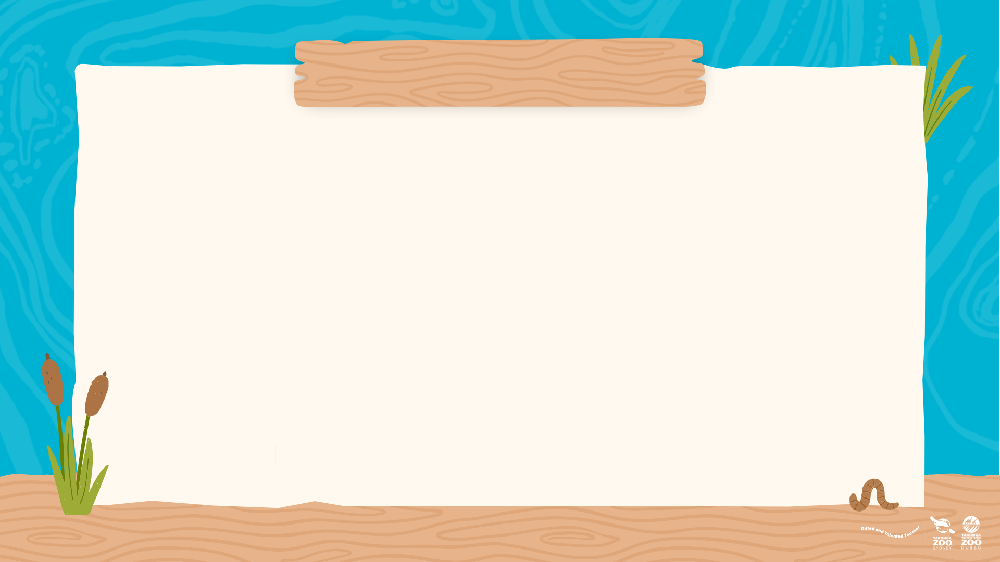 Gifted and Talented Teacher
TARONGA
ZOO
SYDNEY
TARONGA
WESTERN PLAINS
ZOO
DUBBO